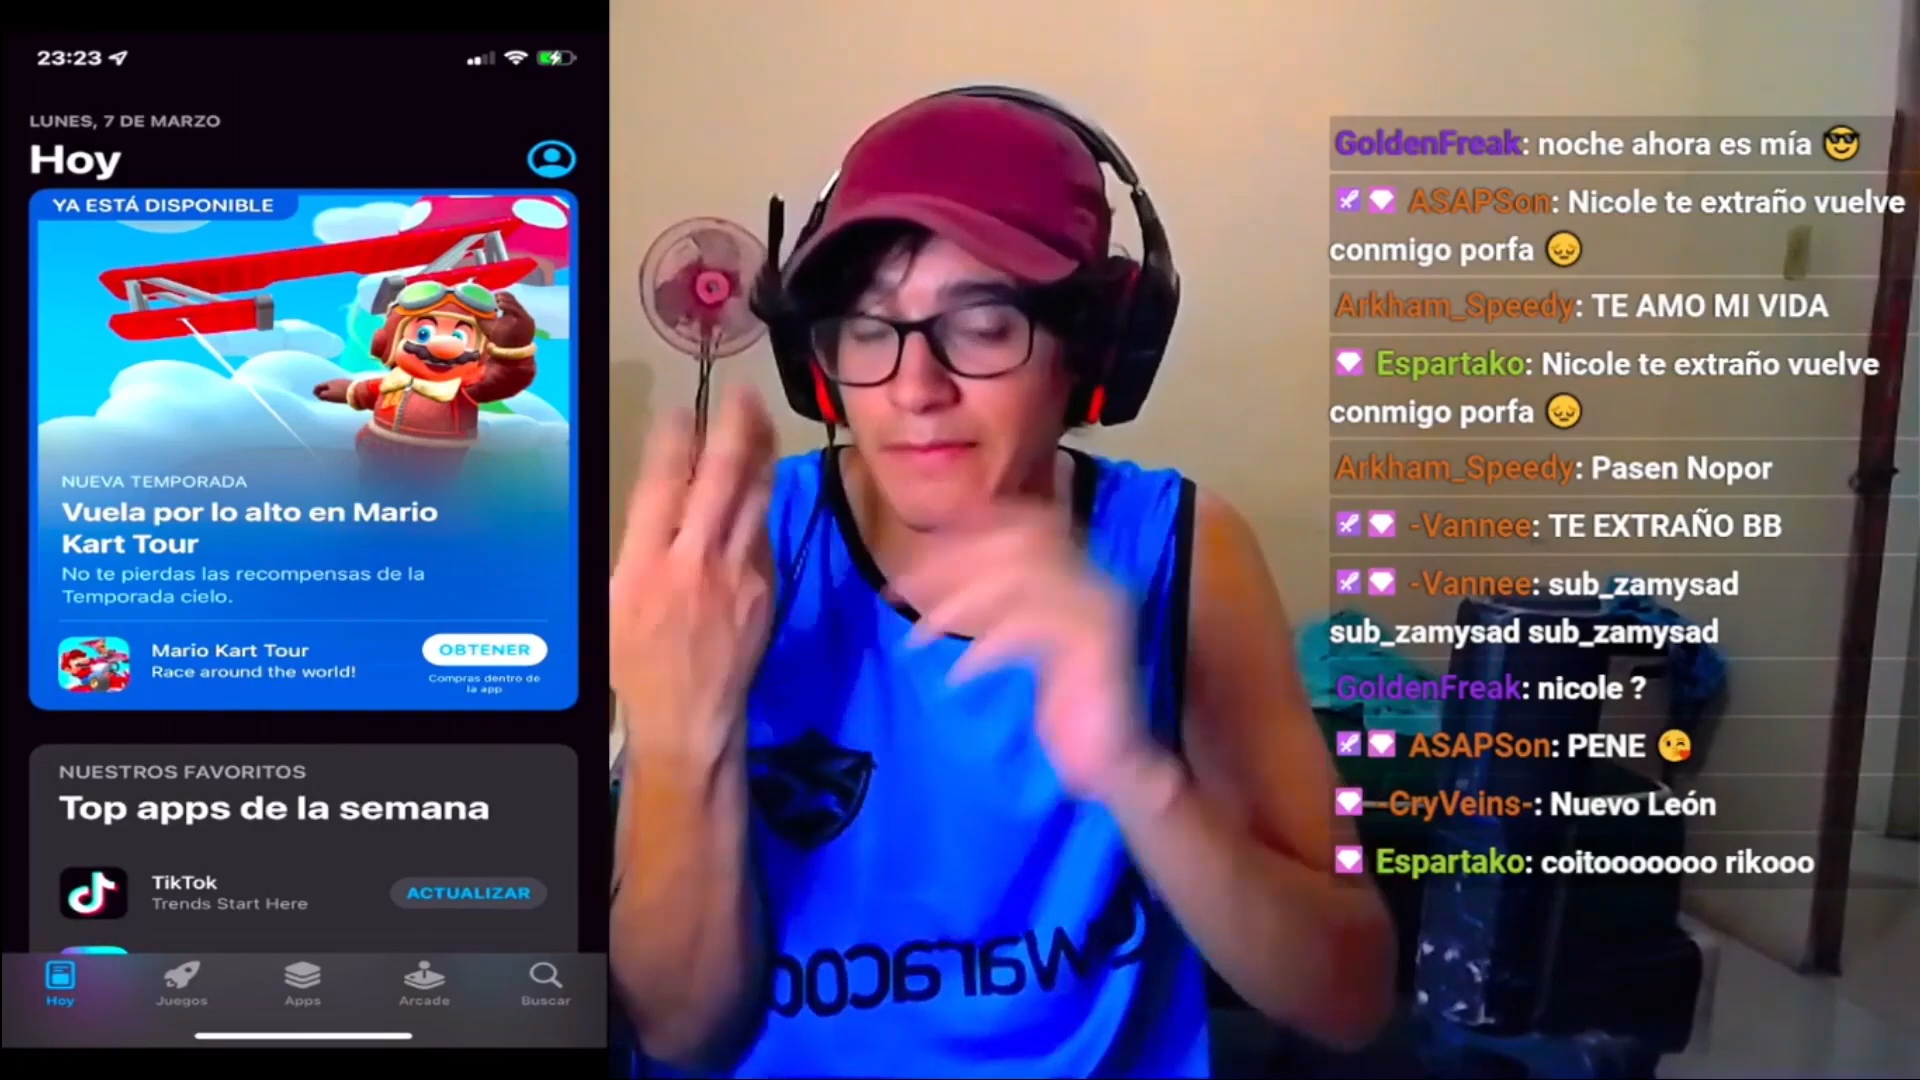 23:23
LUNES, 7 DE MARZO
Hoy
YA ESTÁ DISPONIBLE
NUEVA TEMPORADA
Vuela por lo alto en Mario
Kart Tour
No te pierdas las recompensas de la
Temporada cielo.
Mario Kart Tour
Race around the world!
OBTENER
Compras dentro de
la app
NUESTROS FAVORITOS
Top apps de la semana
TikTok
Trends Start Here
ACTUALIZAR
Hoy
Juegos
Apps
Arcade
Buscar
GoldenFreak: noche ahora es mía 😎
ASAPSon: Nicole te extraño vuelve
conmigo porfa 😞
Arkham_Speedy: TE AMO MI VIDA
Espartako: Nicole te extraño vuelve
conmigo porfa 😞
Arkham_Speedy: Pasen Nopor
-Vannee: TE EXTRAÑO BB
-Vannee: sub_zamysad
sub_zamysad sub_zamysad
GoldenFreak: nicole ?
ASAPSon: PENE 😘
-CryVeins-: Nuevo León
Espartako: coitooooooo rikooo